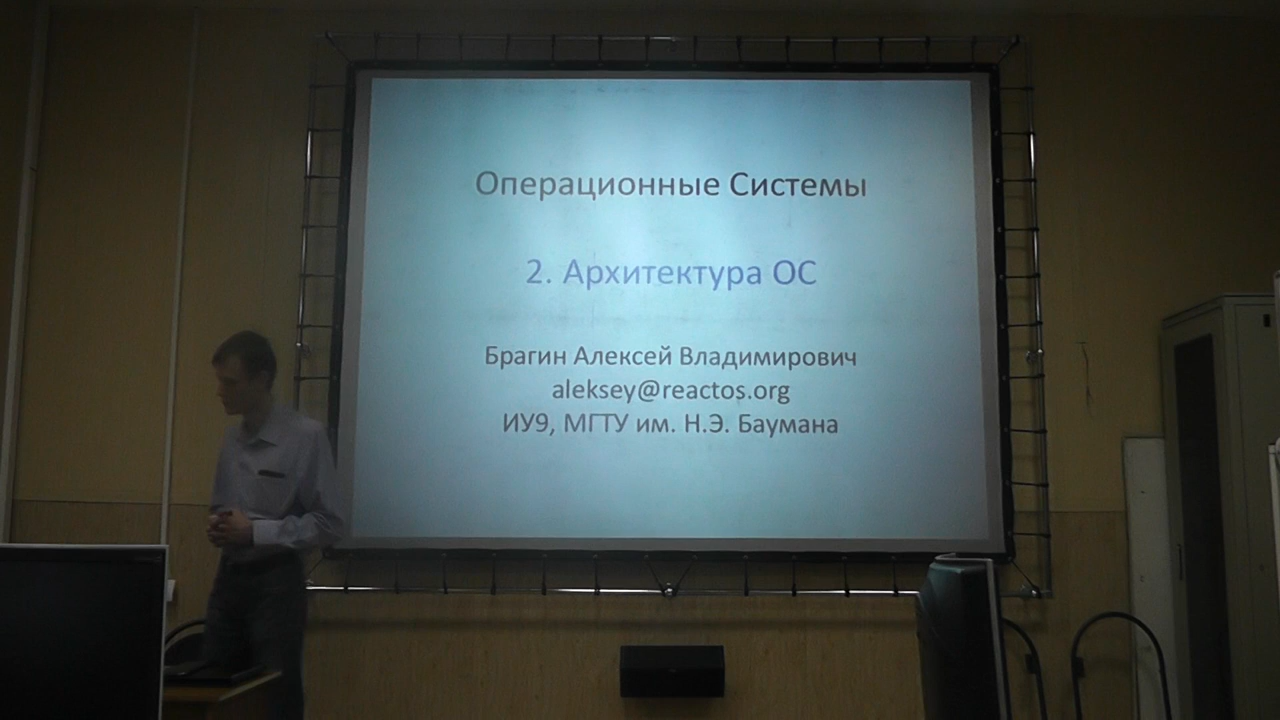 Операционные Системы
2. Архитектура ОС
Брагин Алексей Владимирович
aleksey@reactos.org
ИУ9, МГТУ им. Н.Э. Баумана